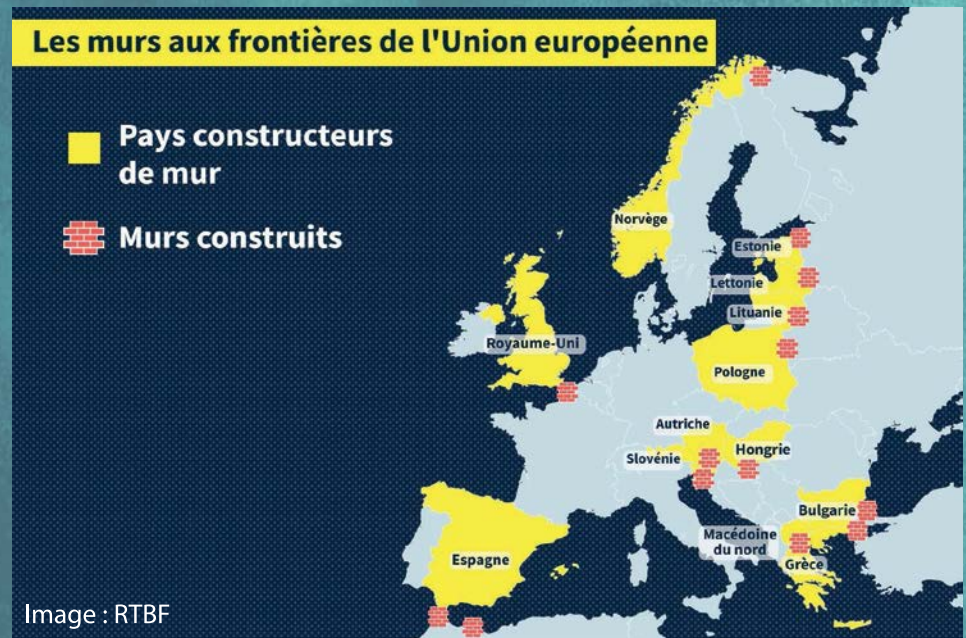 Les murs aux frontières de l'Union européenne
Pays constructeurs
de mur
Murs construits
Norvège
Estonie
Lettonie
Lituanie
Royaume-Uni
Pologne
Autriche
Slovénie
Hongrie
Bulgarie
Macédoine
du nord
Grèce
Espagne
Image : RTBF